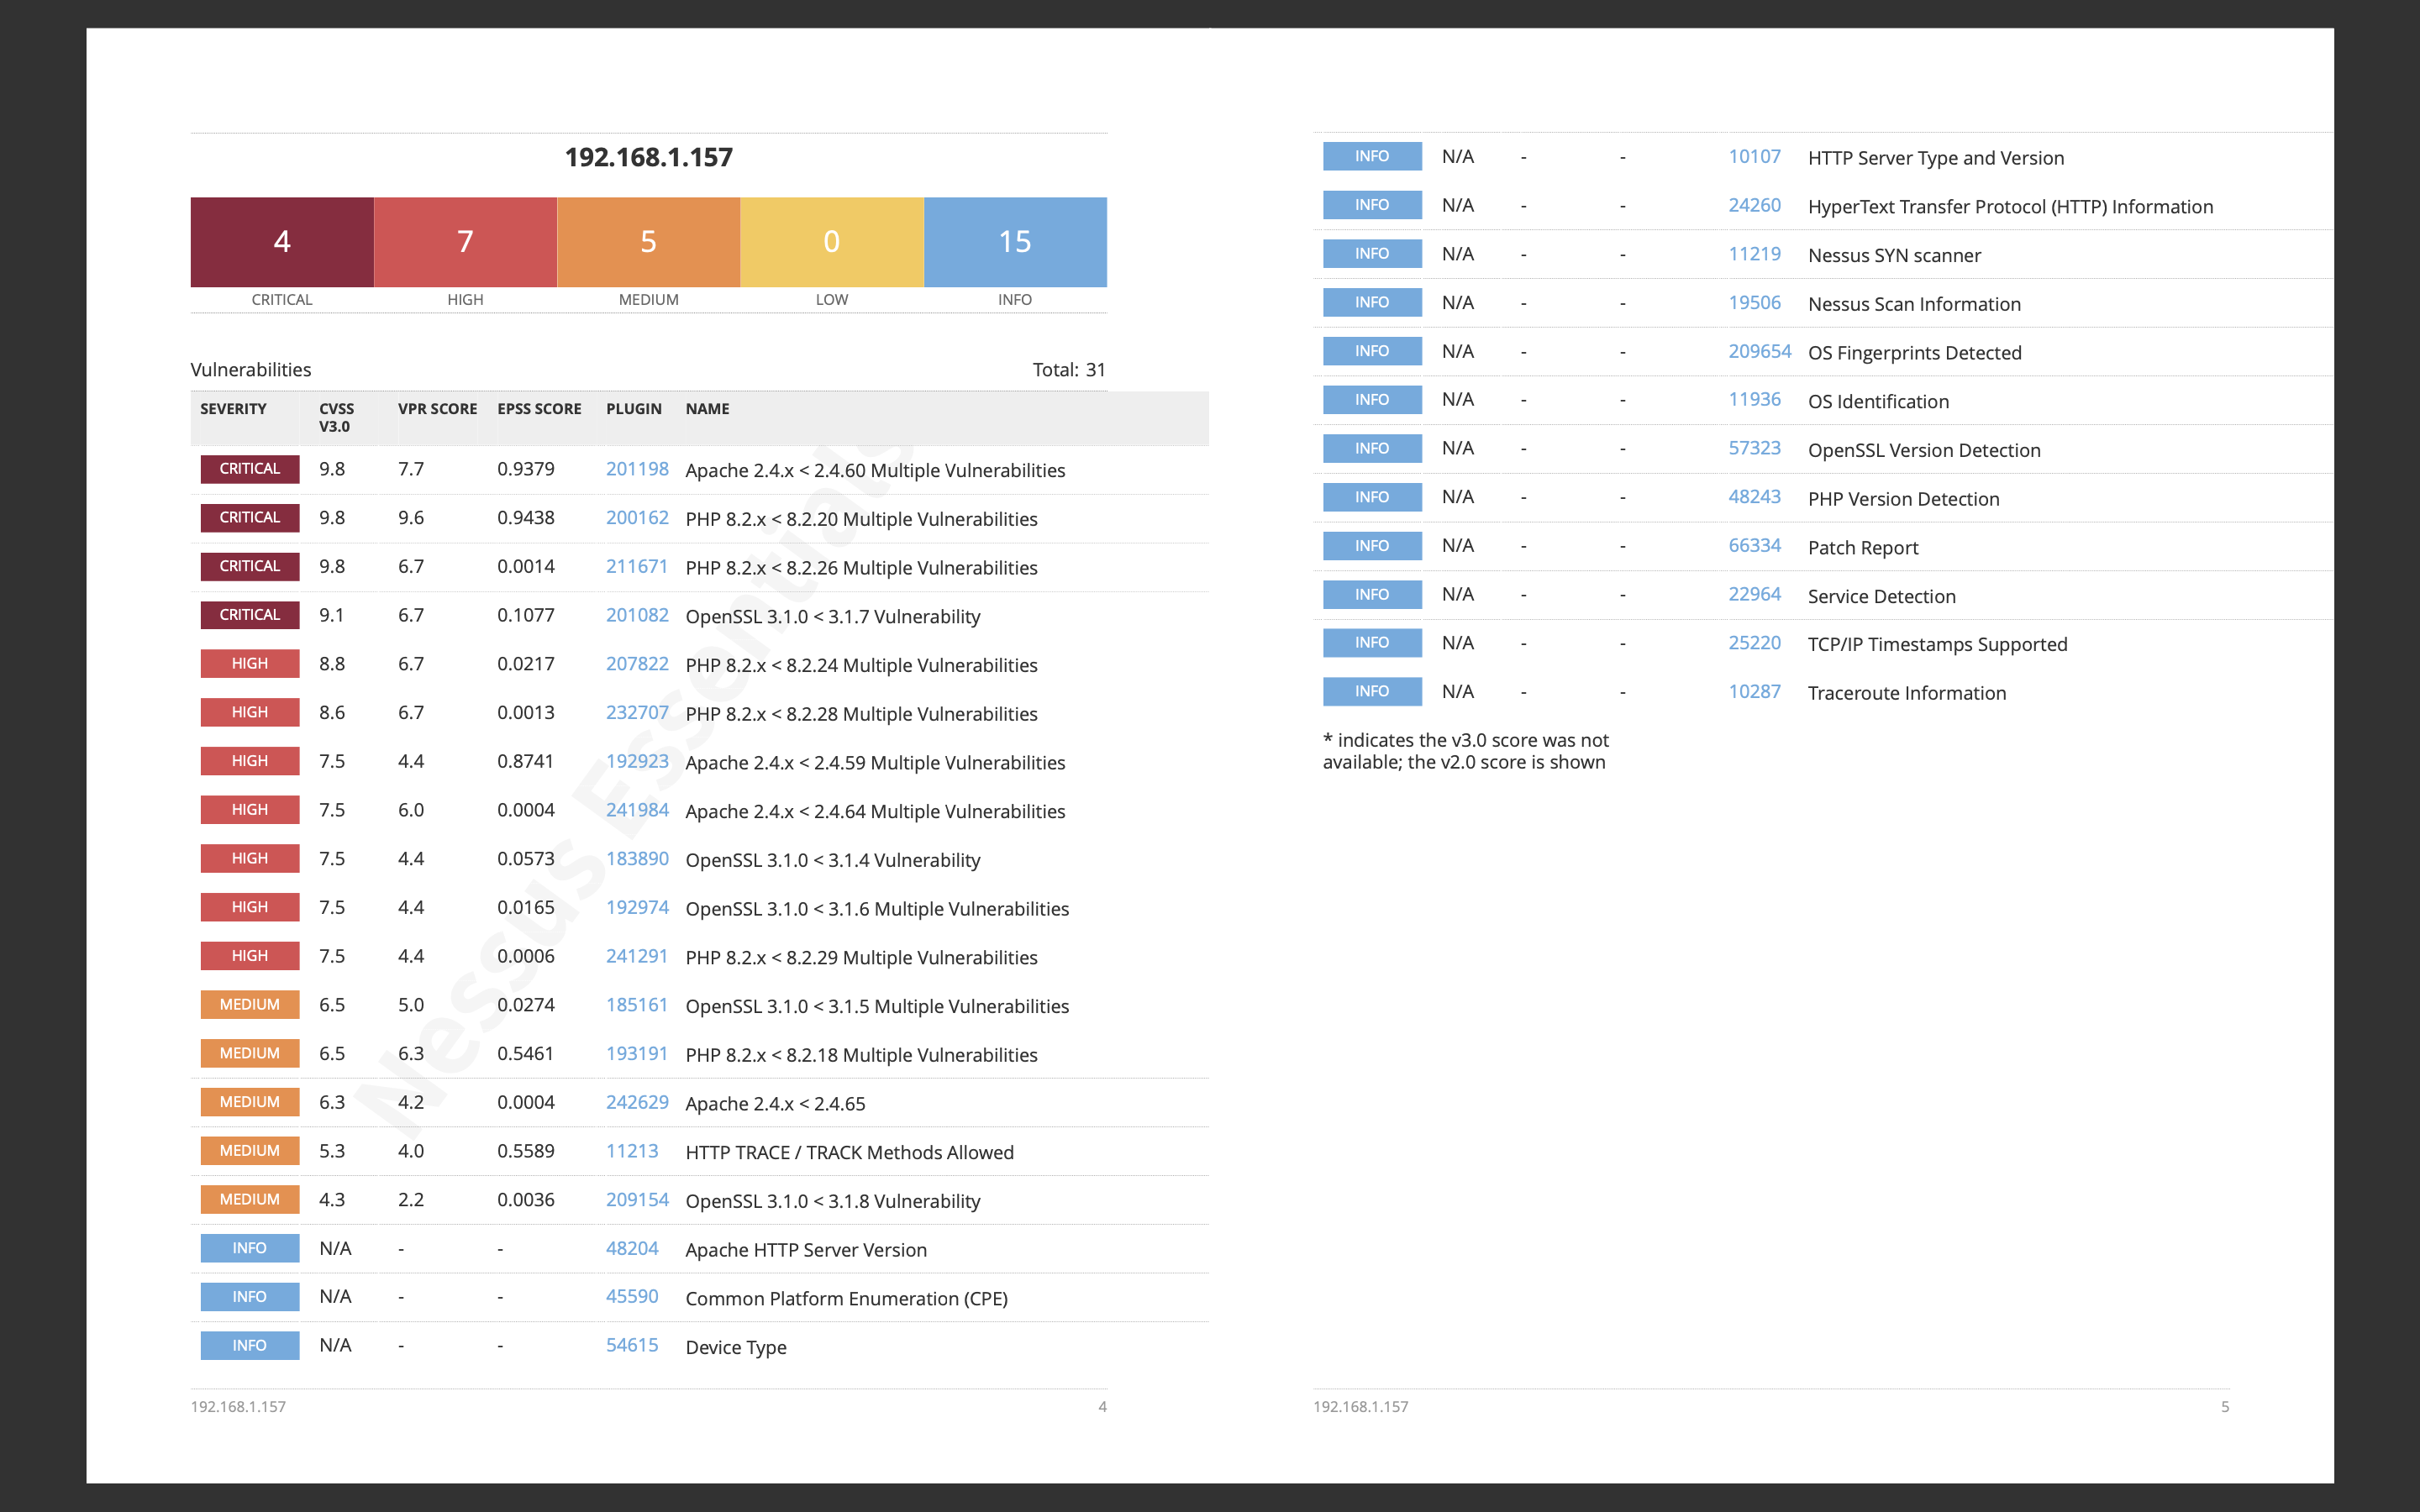 192.168.1.157
4 7 5 0 15
CRITICAL HIGH MEDIUM LOW INFO
Vulnerabilities Total: 31
SEVERITY CVSS V3.0 VPR SCORE EPSS SCORE PLUGIN NAME
CRITICAL 9.8 7.7 0.9379 201198 Apache 2.4.x < 2.4.60 Multiple Vulnerabilities
CRITICAL 9.8 9.6 0.9438 200162 PHP 8.2.x < 8.2.20 Multiple Vulnerabilities
CRITICAL 9.8 6.7 0.0014 211671 PHP 8.2.x < 8.2.26 Multiple Vulnerabilities
CRITICAL 9.1 6.7 0.1077 201082 OpenSSL 3.1.0 < 3.1.7 Vulnerability
HIGH 8.8 6.7 0.0217 207822 PHP 8.2.x < 8.2.24 Multiple Vulnerabilities
HIGH 8.6 6.7 0.0013 232707 PHP 8.2.x < 8.2.28 Multiple Vulnerabilities
HIGH 7.5 4.4 0.8741 192923 Apache 2.4.x < 2.4.59 Multiple Vulnerabilities
HIGH 7.5 6.0 0.0004 241984 Apache 2.4.x < 2.4.64 Multiple Vulnerabilities
HIGH 7.5 4.4 0.0573 183890 OpenSSL 3.1.0 < 3.1.4 Vulnerability
HIGH 7.5 4.4 0.0165 192974 OpenSSL 3.1.0 < 3.1.6 Multiple Vulnerabilities
HIGH 7.5 4.4 0.0006 241291 PHP 8.2.x < 8.2.29 Multiple Vulnerabilities
MEDIUM 6.5 5.0 0.0274 185161 OpenSSL 3.1.0 < 3.1.5 Multiple Vulnerabilities
MEDIUM 6.5 6.3 0.5461 193191 PHP 8.2.x < 8.2.18 Multiple Vulnerabilities
MEDIUM 6.3 4.2 0.0004 242629 Apache 2.4.x < 2.4.65
MEDIUM 5.3 4.0 0.5589 11213 HTTP TRACE / TRACK Methods Allowed
MEDIUM 4.3 2.2 0.0036 209154 OpenSSL 3.1.0 < 3.1.8 Vulnerability
INFO N/A - - 48204 Apache HTTP Server Version
INFO N/A - - 45590 Common Platform Enumeration (CPE)
INFO N/A - - 54615 Device Type
Nessus Essentials
192.168.1.157 4
INFO N/A - - 10107 HTTP Server Type and Version
INFO N/A - - 24260 HyperText Transfer Protocol (HTTP) Information
INFO N/A - - 11219 Nessus SYN scanner
INFO N/A - - 19506 Nessus Scan Information
INFO N/A - - 209654 OS Fingerprints Detected
INFO N/A - - 11936 OS Identification
INFO N/A - - 57323 OpenSSL Version Detection
INFO N/A - - 48243 PHP Version Detection
INFO N/A - - 66334 Patch Report
INFO N/A - - 22964 Service Detection
INFO N/A - - 25220 TCP/IP Timestamps Supported
INFO N/A - - 10287 Traceroute Information
* indicates the v3.0 score was not
available; the v2.0 score is shown
192.168.1.157 5